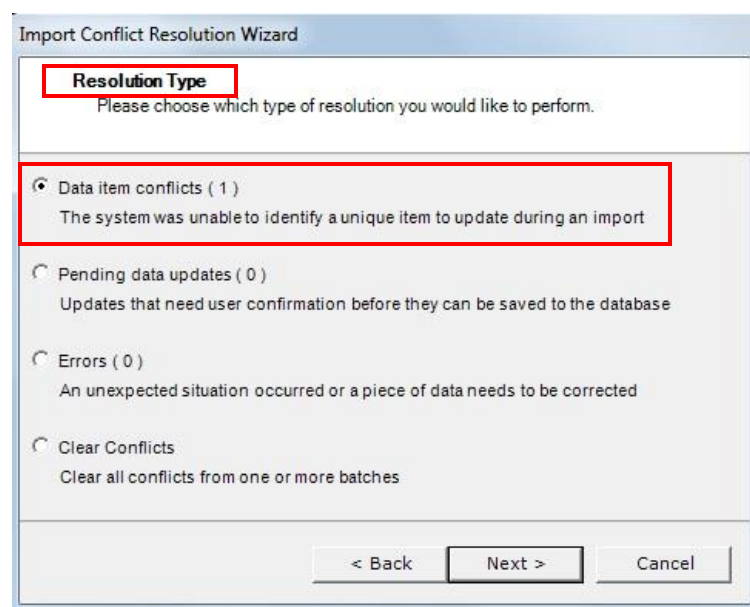 Import Conflict Resolution Wizard
Resolution Type
Please choose which type of resolution you would like to perform.
Data item conflicts ( 1 )
The system was unable to identify a unique item to update during an import
Pending data updates ( 0 )
Updates that need user confirmation before they can be saved to the database
Errors ( 0 )
An unexpected situation occurred or a piece of data needs to be corrected
Clear Conflicts
Clear all conflicts from one or more batches
< Back Next > Cancel